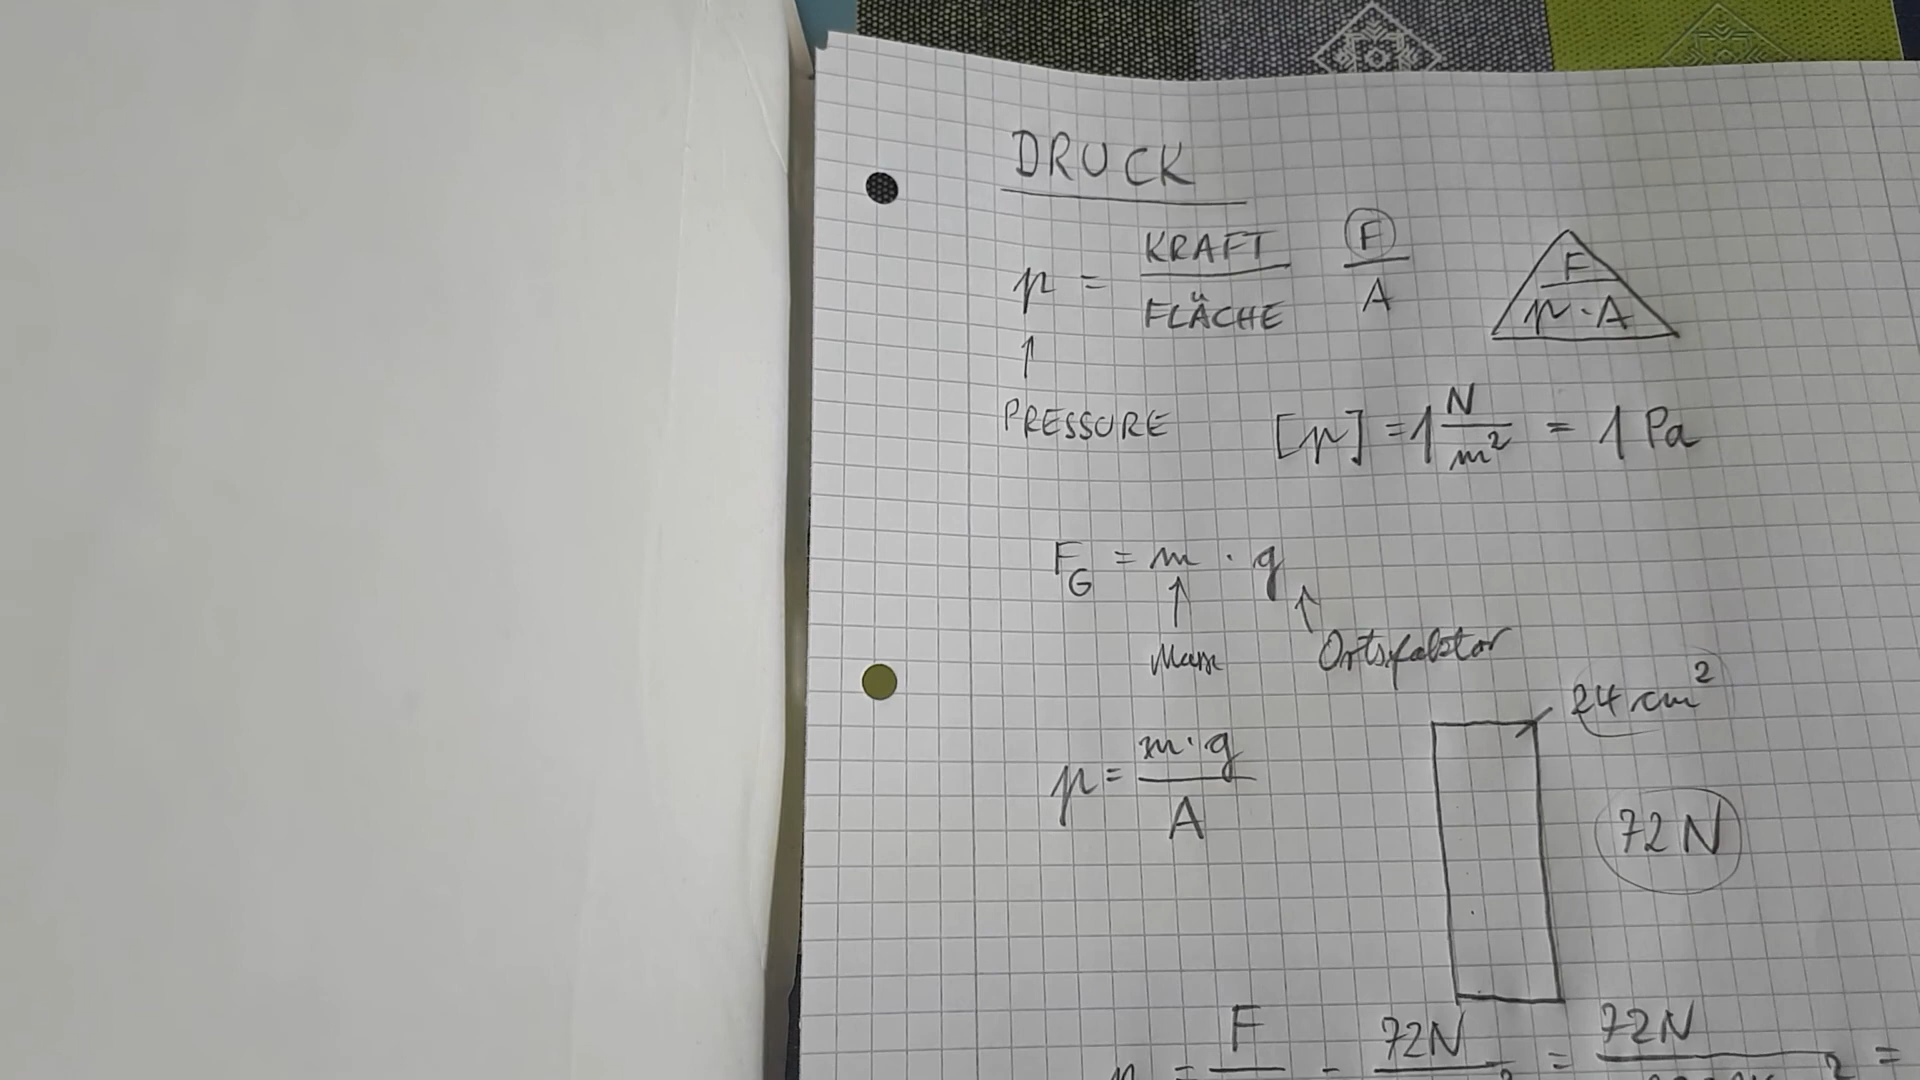 DRUCK
p = KRAFT / FLÄCHE F / A
F / p · A
↑
PRESSURE [p] = 1 N / m² = 1 Pa
F_G = m · g
↑ ↑
Masse Ortsfaktor
24 cm²
p = m · g / A
72 N
p = F / = 72N / = 72N / =